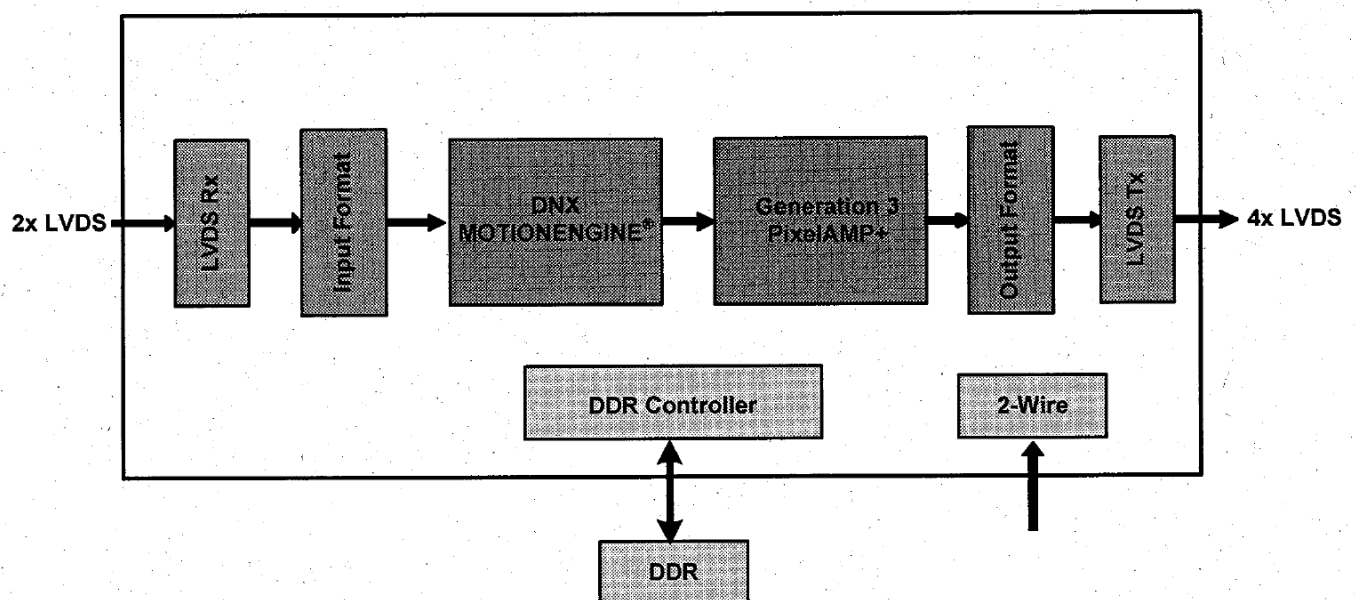 2x LVDS
LVDS Rx
Input Format
DNX
MOTIONENGINE®
Generation 3
PixelAMP+
Output Format
LVDS Tx
4x LVDS
DDR Controller
2-Wire
DDR